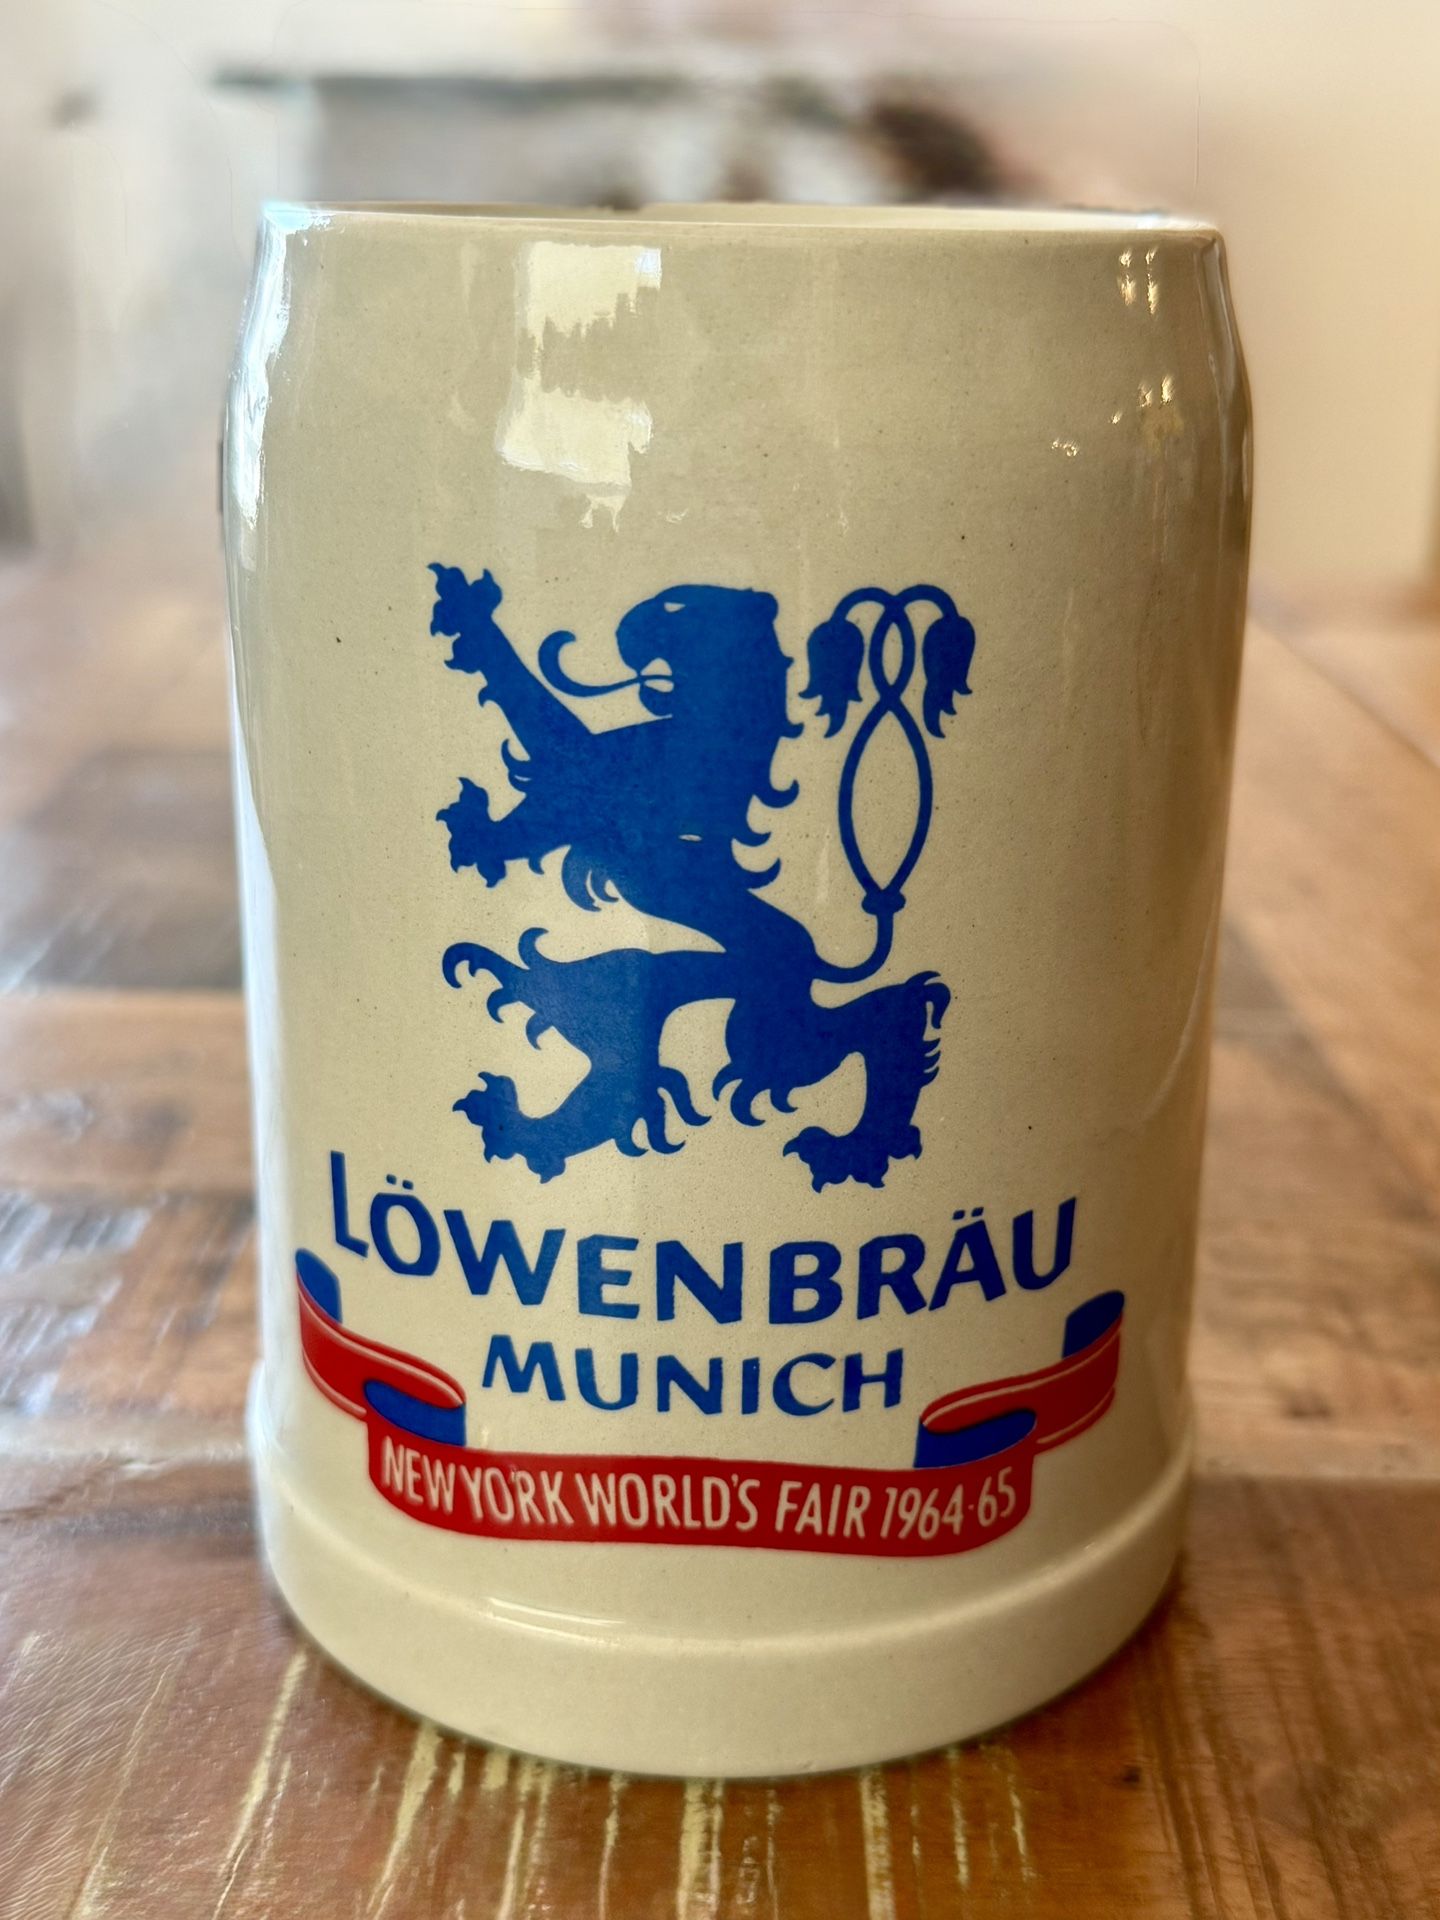 LÖWENBRÄU
MUNICH
NEW YORK WORLD'S FAIR 1964-65